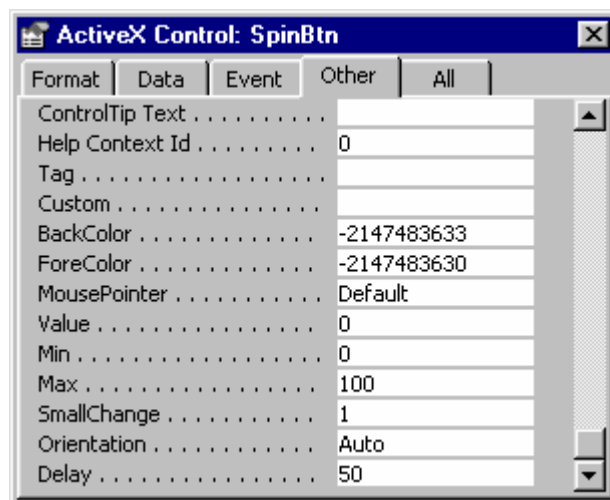 ActiveX Control: SpinBtn
Format Data Event Other All
ControlTip Text . . . . . . . . . .
Help Context Id . . . . . . . . . 0
Tag . . . . . . . . . . . . . . . . . .
Custom . . . . . . . . . . . . . . .
BackColor . . . . . . . . . . . . . -2147483633
ForeColor . . . . . . . . . . . . . -2147483630
MousePointer . . . . . . . . . . Default
Value . . . . . . . . . . . . . . . . . 0
Min . . . . . . . . . . . . . . . . . . 0
Max . . . . . . . . . . . . . . . . . 100
SmallChange . . . . . . . . . . . 1
Orientation . . . . . . . . . . . . Auto
Delay . . . . . . . . . . . . . . . . 50